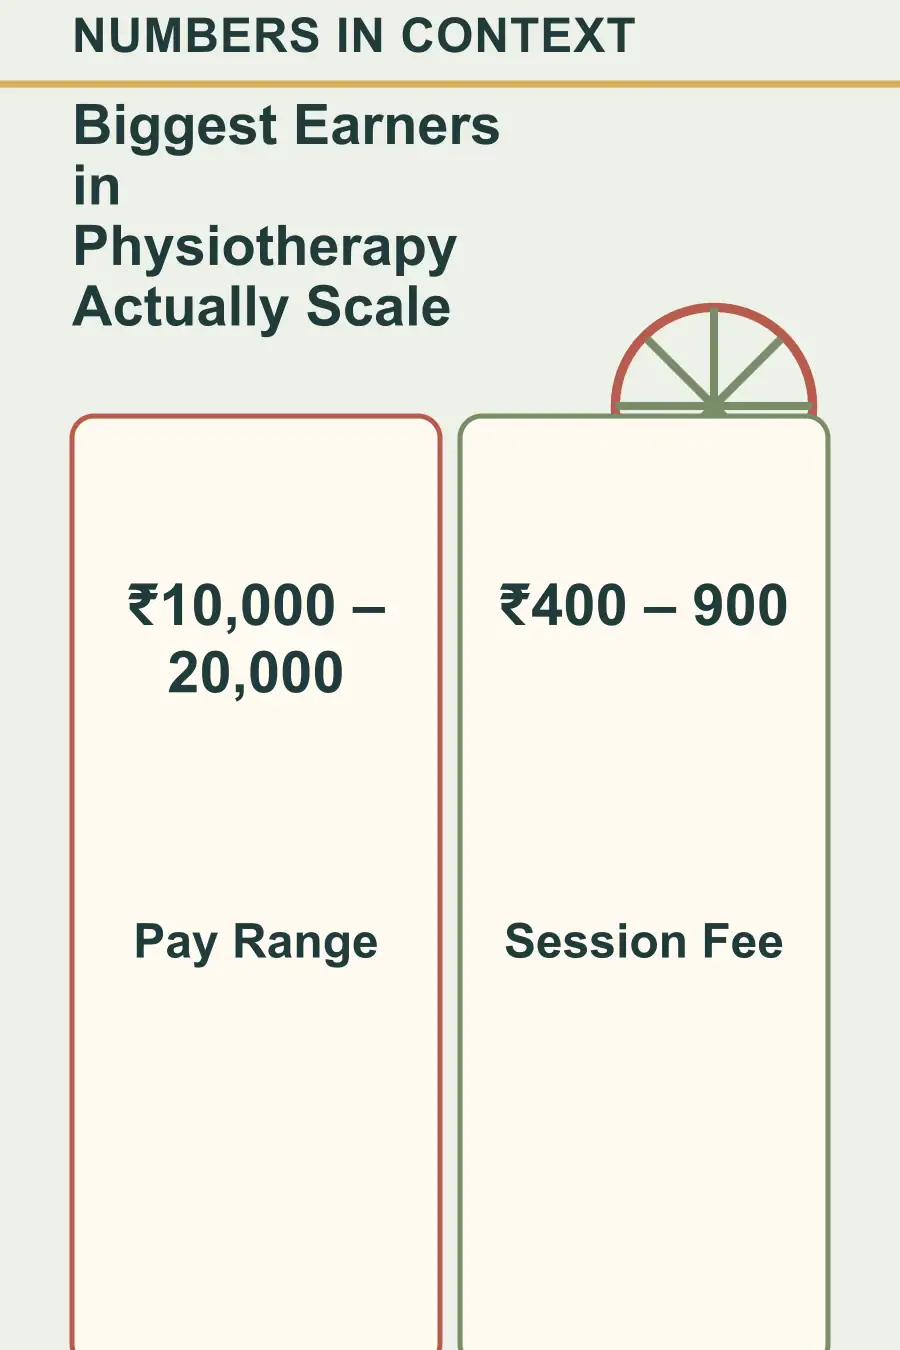 NUMBERS IN CONTEXT
Biggest Earners
in
Physiotherapy
Actually Scale
₹10,000 –
20,000
Pay Range
₹400 – 900
Session Fee